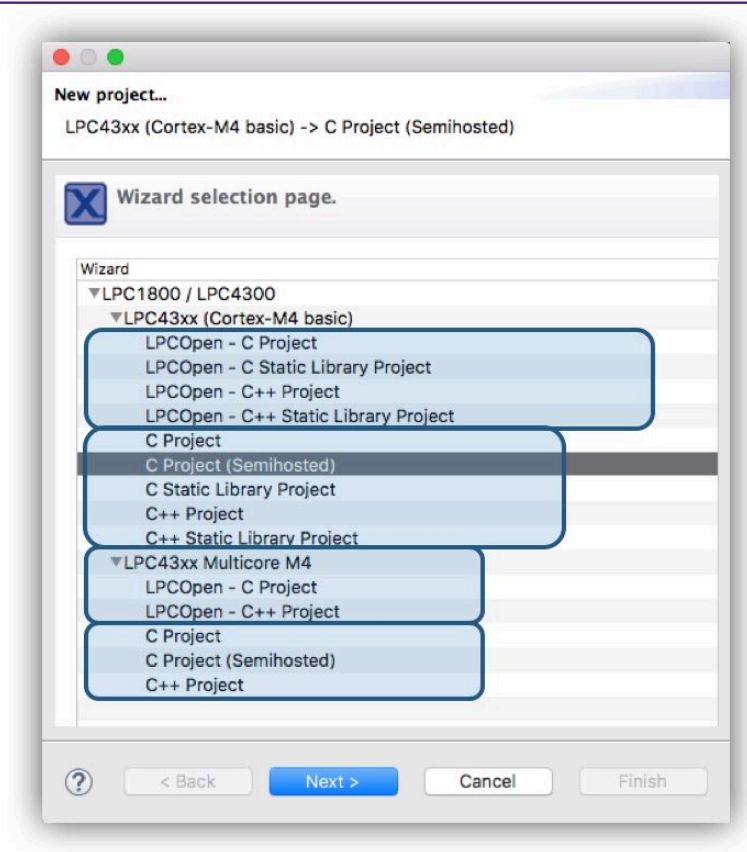 New project...
LPC43xx (Cortex-M4 basic) -> C Project (Semihosted)
X Wizard selection page.
Wizard
LPC1800 / LPC4300
LPC43xx (Cortex-M4 basic)
LPCOpen - C Project
LPCOpen - C Static Library Project
LPCOpen - C++ Project
LPCOpen - C++ Static Library Project
C Project
C Project (Semihosted)
C Static Library Project
C++ Project
C++ Static Library Project
LPC43xx Multicore M4
LPCOpen - C Project
LPCOpen - C++ Project
C Project
C Project (Semihosted)
C++ Project
? < Back Next > Cancel Finish